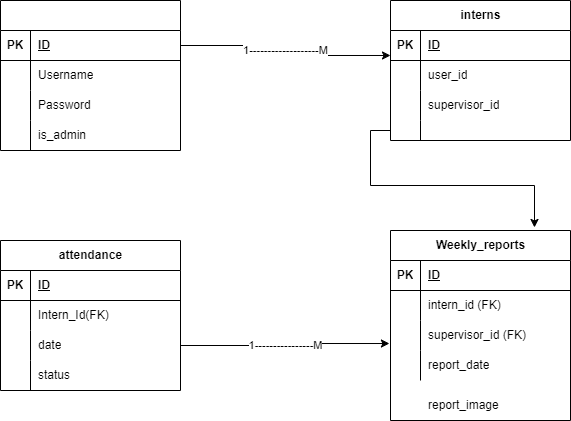 PK ID
Username
Password
is_admin
1-------------------M
interns
PK ID
user_id
supervisor_id
attendance
PK ID
Intern_Id(FK)
date
status
1----------------M
Weekly_reports
PK ID
intern_id (FK)
supervisor_id (FK)
report_date
report_image